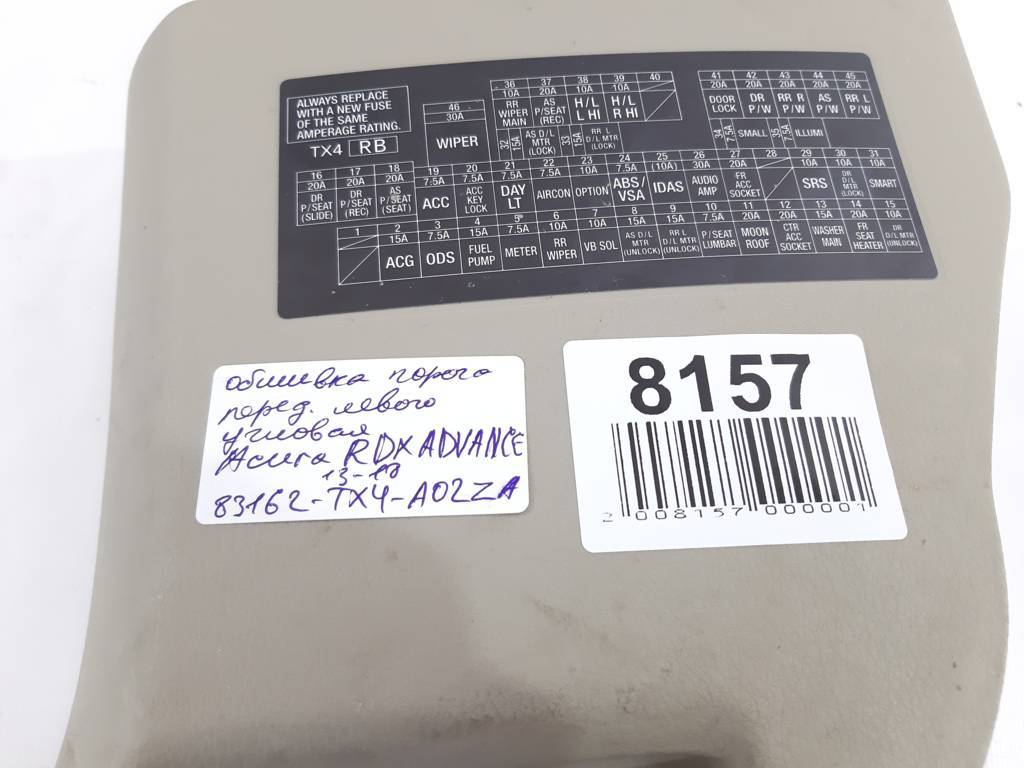 ALWAYS REPLACE
WITH A NEW FUSE
OF THE SAME
AMPERAGE RATING.
TX4 RB
46
30A
WIPER
36 37 38 39 40
10A 20A 10A 10A
RR WIPER MAIN
AS P/SEAT (REC)
H/L L HI
H/L R HI
32 15A
AS D/L MTR (LOCK)
33 15A
RR L D/L MTR (LOCK)
41 42 43 44 45
20A 20A 20A 20A 20A
DOOR LOCK
DR P/W
RR R P/W
AS P/W
RR L P/W
34 7.5A SMALL
35 7.5A ILLUMI
16 17 18 19 20 21 22 23 24 25 26 27 28 29 30 31
20A 20A 20A 7.5A 7.5A 7.5A 7.5A 10A 7.5A (10A) 30A 20A 10A 10A 10A
DR P/SEAT (SLIDE)
DR P/SEAT (REC)
AS P/SEAT (SEAT)
ACC
ACC KEY LOCK
DAY LT
AIRCON
OPTION
ABS/ VSA
IDAS
AUDIO AMP
FR ACC SOCKET
SRS
DR D/L MTR (LOCK)
SMART
1 2 3 4 5 6 7 8 9 10 11 12 13 14 15
15A 7.5A 15A 7.5A 10A 10A 15A 15A 7.5A 20A 20A 15A 20A 10A
ACG
ODS
FUEL PUMP
METER
RR WIPER
VB SOL
AS D/L MTR (UNLOCK)
RR L D/L MTR (UNLOCK)
P/SEAT LUMBAR
MOON ROOF
CTR ACC SOCKET
WASHER MAIN
FR SEAT HEATER
DR D/L MTR (UNLOCK)
обшивка порога
перед. левого
угловая
Acura RDX ADVANCE
13-18
83162-TX4-A02ZA
8157
2 008157 000001